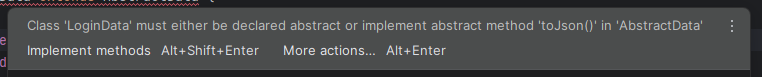 Class 'LoginData' must either be declared abstract or implement abstract method 'toJson()' in 'AbstractData'
Implement methods Alt+Shift+Enter More actions... Alt+Enter